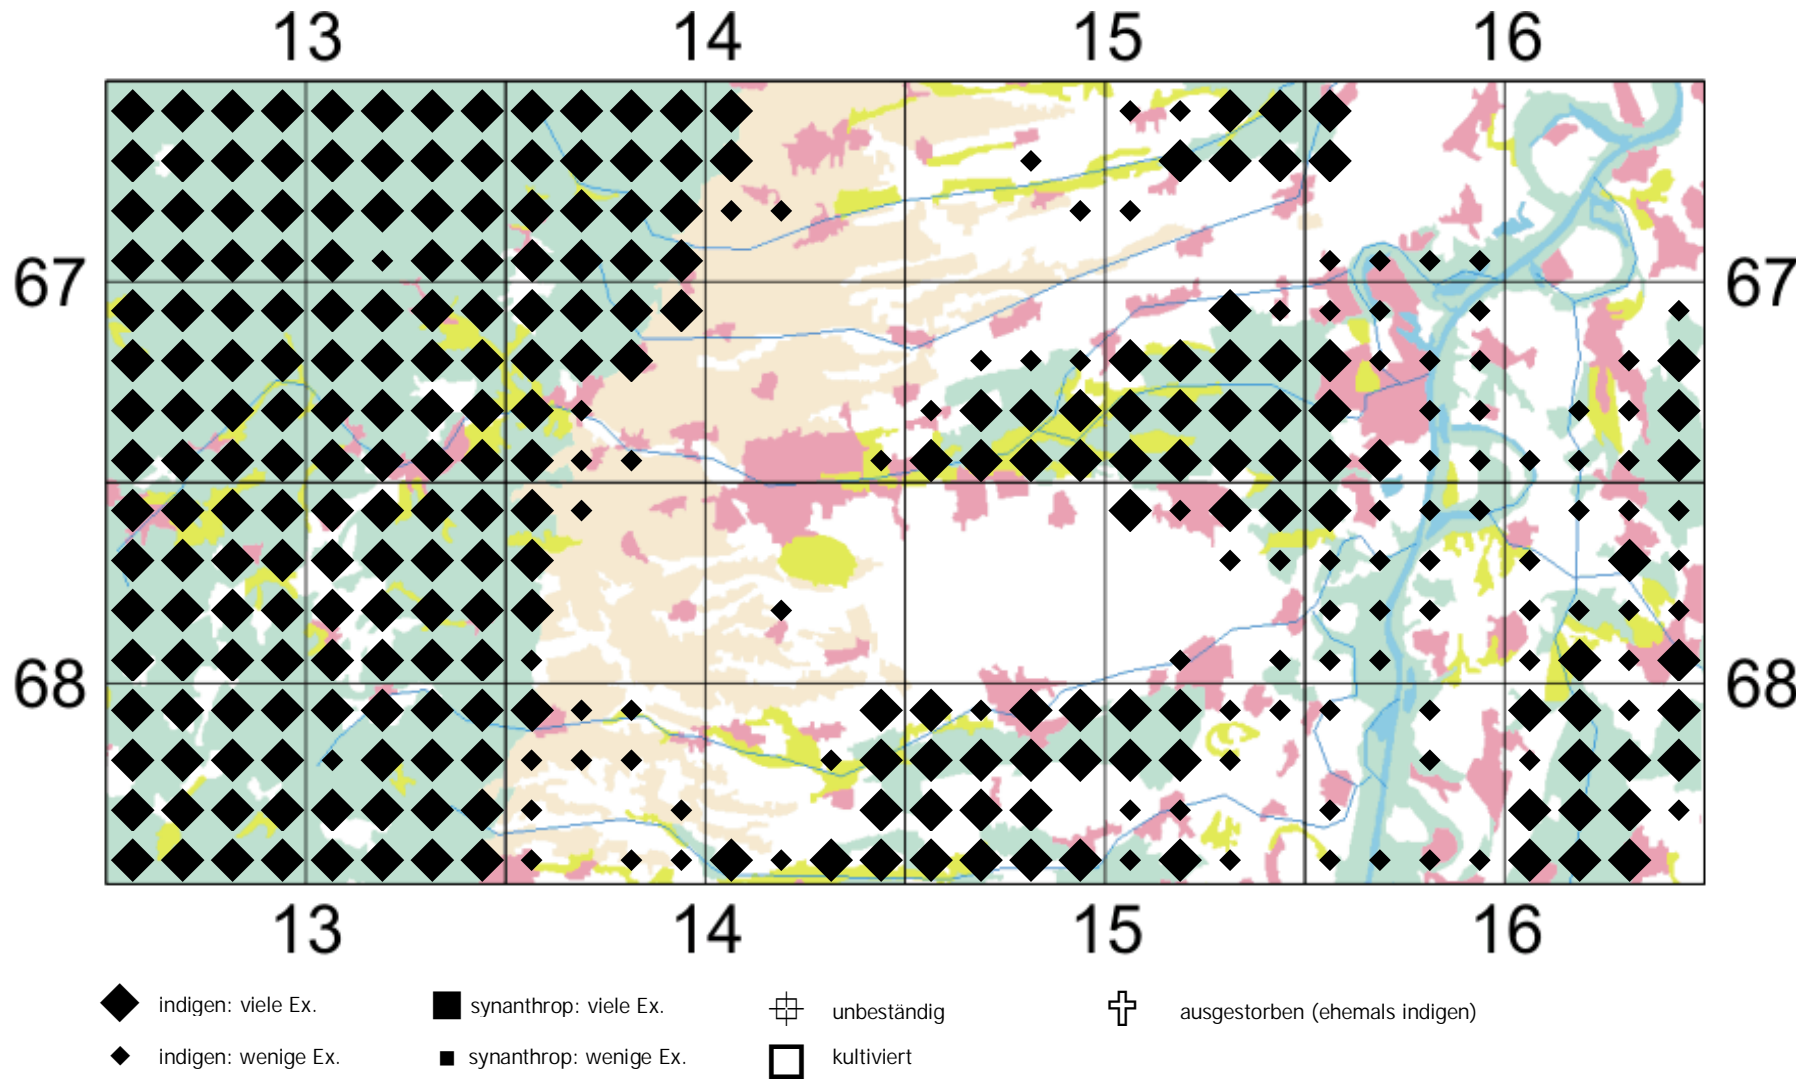 13 14 15 16
67 67
68 68
13 14 15 16
indigen: viele Ex. synanthrop: viele Ex. unbeständig ausgestorben (ehemals indigen)
indigen: wenige Ex. synanthrop: wenige Ex. kultiviert